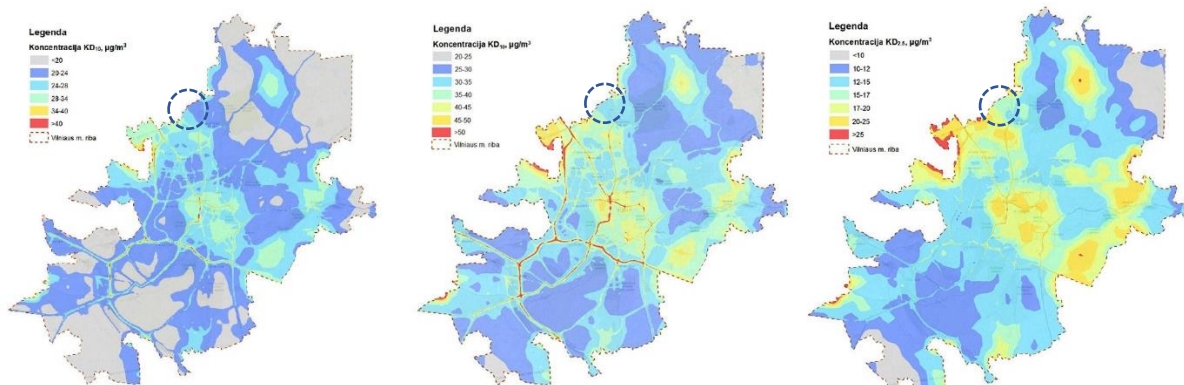 Legenda
Koncentracija KD10, µg/m³
<20
20-24
24-28
28-34
34-40
>40
Vilniaus m. riba
Legenda
Koncentracija KD10, µg/m³
20-25
25-30
30-35
35-40
40-45
45-50
>50
Vilniaus m. riba
Legenda
Koncentracija KD2,5, µg/m³
<10
10-12
12-15
15-17
17-20
20-25
>25
Vilniaus m. riba